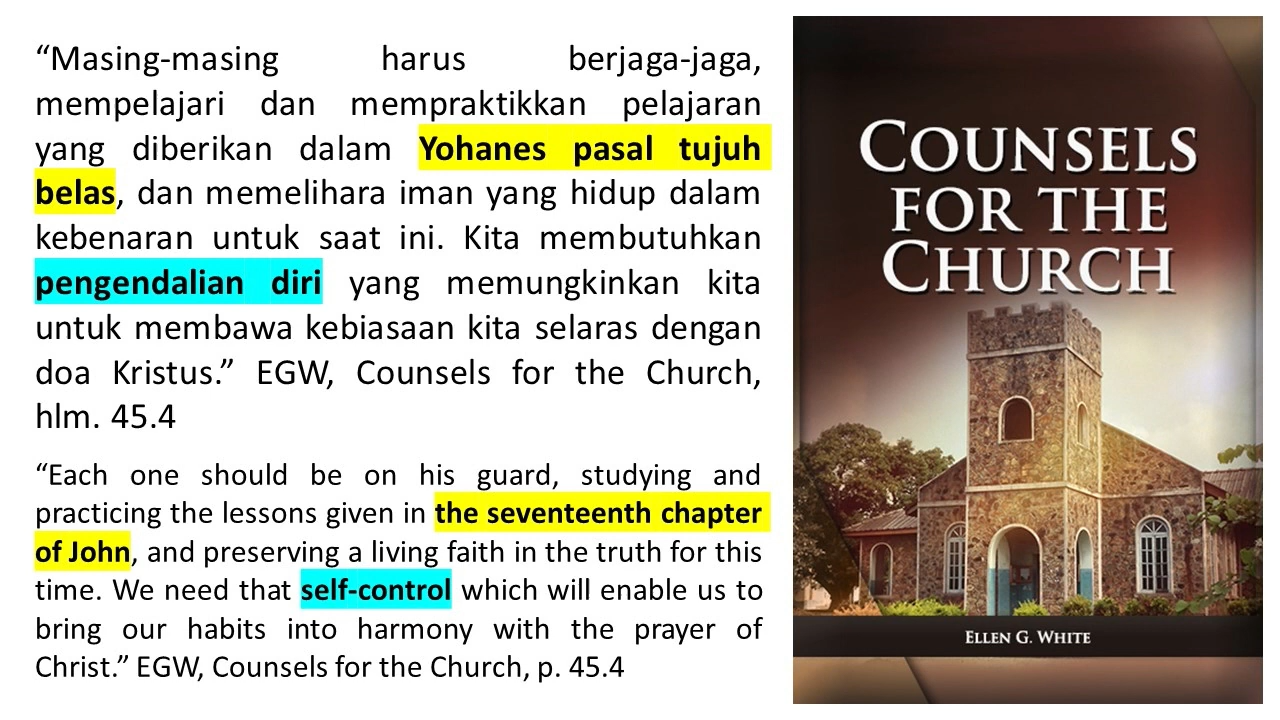 “Masing-masing harus berjaga-jaga,
mempelajari dan mempraktikkan pelajaran
yang diberikan dalam Yohanes pasal tujuh
belas, dan memelihara iman yang hidup dalam
kebenaran untuk saat ini. Kita membutuhkan
pengendalian diri yang memungkinkan kita
untuk membawa kebiasaan kita selaras dengan
doa Kristus.” EGW, Counsels for the Church,
hlm. 45.4
“Each one should be on his guard, studying and
practicing the lessons given in the seventeenth chapter
of John, and preserving a living faith in the truth for this
time. We need that self-control which will enable us to
bring our habits into harmony with the prayer of
Christ.” EGW, Counsels for the Church, p. 45.4
COUNSELS
FOR THE
CHURCH
ELLEN G. WHITE